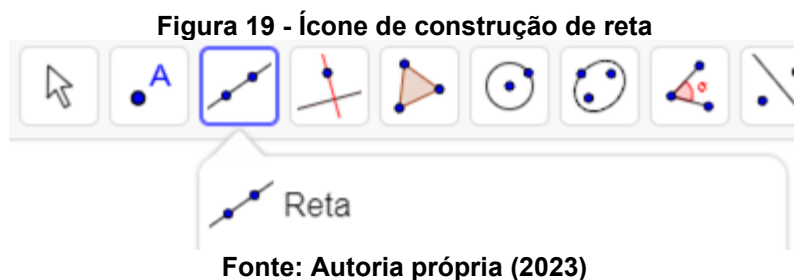 Figura 19 - Ícone de construção de reta
A
α
Reta
Fonte: Autoria própria (2023)